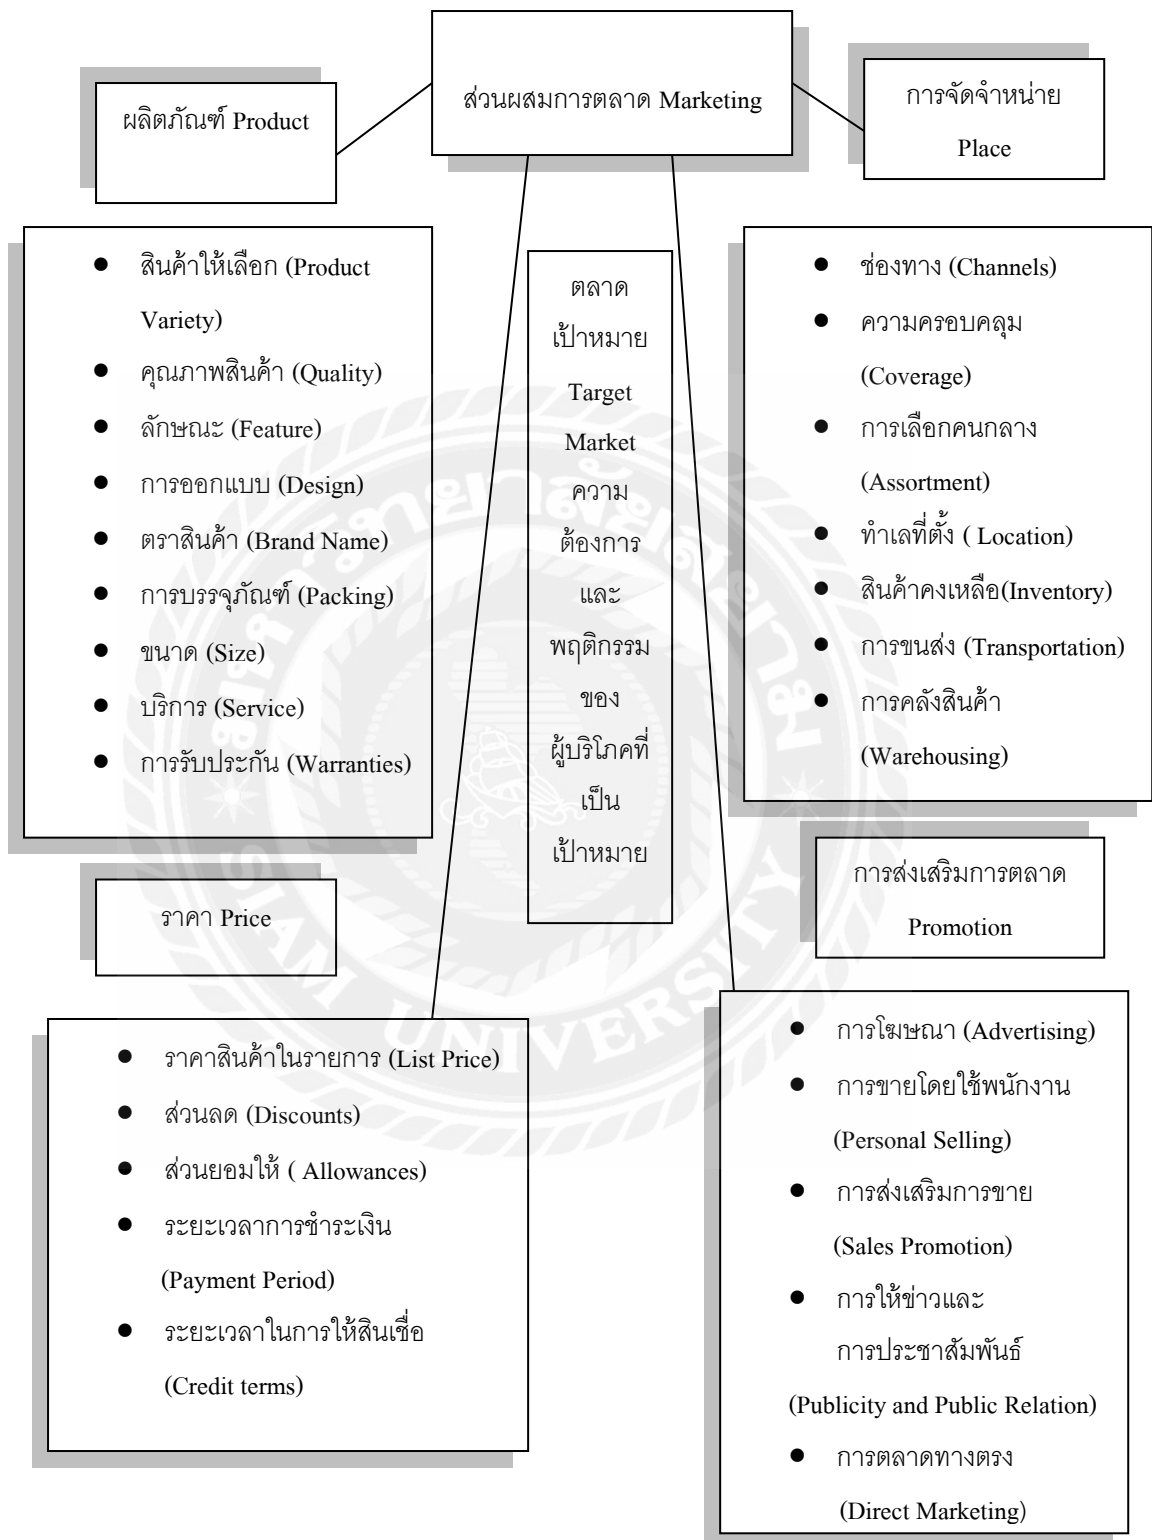 ส่วนผสมการตลาด Marketing
ผลิตภัณฑ์ Product
การจัดจำหน่าย
Place
● สินค้าให้เลือก (Product
Variety)
● คุณภาพสินค้า (Quality)
● ลักษณะ (Feature)
● การออกแบบ (Design)
● ตราสินค้า (Brand Name)
● การบรรจุภัณฑ์ (Packing)
● ขนาด (Size)
● บริการ (Service)
● การรับประกัน (Warranties)
ตลาด
เป้าหมาย
Target
Market
ความ
ต้องการ
และ
พฤติกรรม
ของ
ผู้บริโภคที่
เป็น
เป้าหมาย
● ช่องทาง (Channels)
● ความครอบคลุม
(Coverage)
● การเลือกคนกลาง
(Assortment)
● ทำเลที่ตั้ง ( Location)
● สินค้าคงเหลือ(Inventory)
● การขนส่ง (Transportation)
● การคลังสินค้า
(Warehousing)
ราคา Price
การส่งเสริมการตลาด
Promotion
● ราคาสินค้าในรายการ (List Price)
● ส่วนลด (Discounts)
● ส่วนยอมให้ ( Allowances)
● ระยะเวลาการชำระเงิน
(Payment Period)
● ระยะเวลาในการให้สินเชื่อ
(Credit terms)
● การโฆษณา (Advertising)
● การขายโดยใช้พนักงาน
(Personal Selling)
● การส่งเสริมการขาย
(Sales Promotion)
● การให้ข่าวและ
การประชาสัมพันธ์
(Publicity and Public Relation)
● การตลาดทางตรง
(Direct Marketing)
มหาวิทยาลัยสยาม
SIAM UNIVERSITY